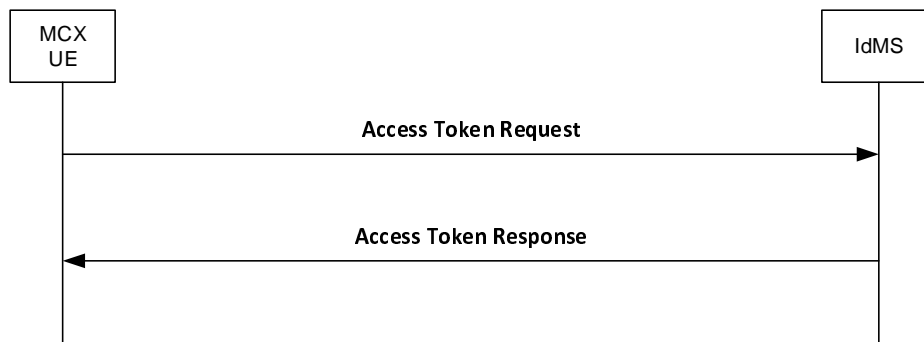 MCX
UE
IdMS
Access Token Request
Access Token Response